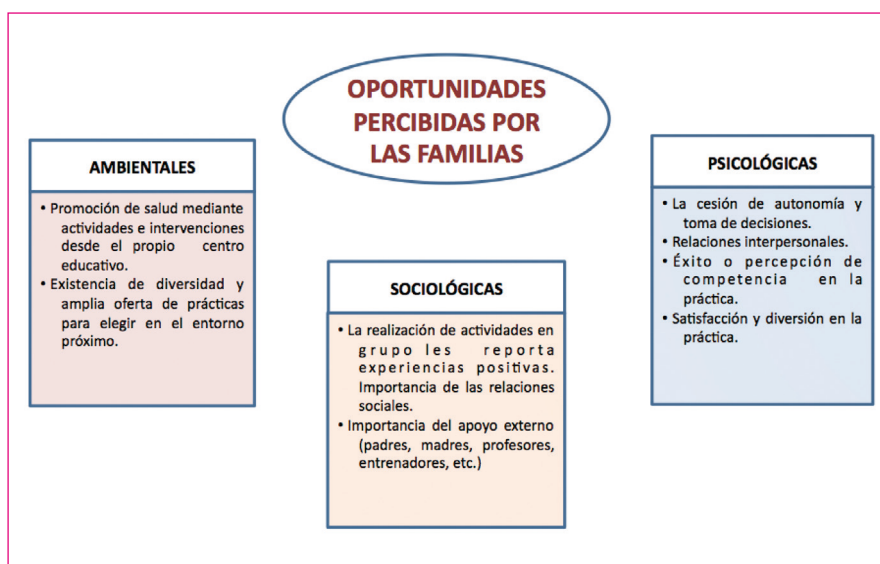 OPORTUNIDADES
PERCIBIDAS POR
LAS FAMILIAS
AMBIENTALES
• Promoción de salud mediante
actividades e intervenciones
desde el propio centro
educativo.
• Existencia de diversidad y
amplia oferta de prácticas
para elegir en el entorno
próximo.
SOCIOLÓGICAS
• La realización de actividades en
grupo les reporta
experiencias positivas.
Importancia de las relaciones
sociales.
• Importancia del apoyo externo
(padres, madres, profesores,
entrenadores, etc.)
PSICOLÓGICAS
• La cesión de autonomía y
toma de decisiones.
• Relaciones interpersonales.
• Éxito o percepción de
competencia en la
práctica.
• Satisfacción y diversión en la
práctica.